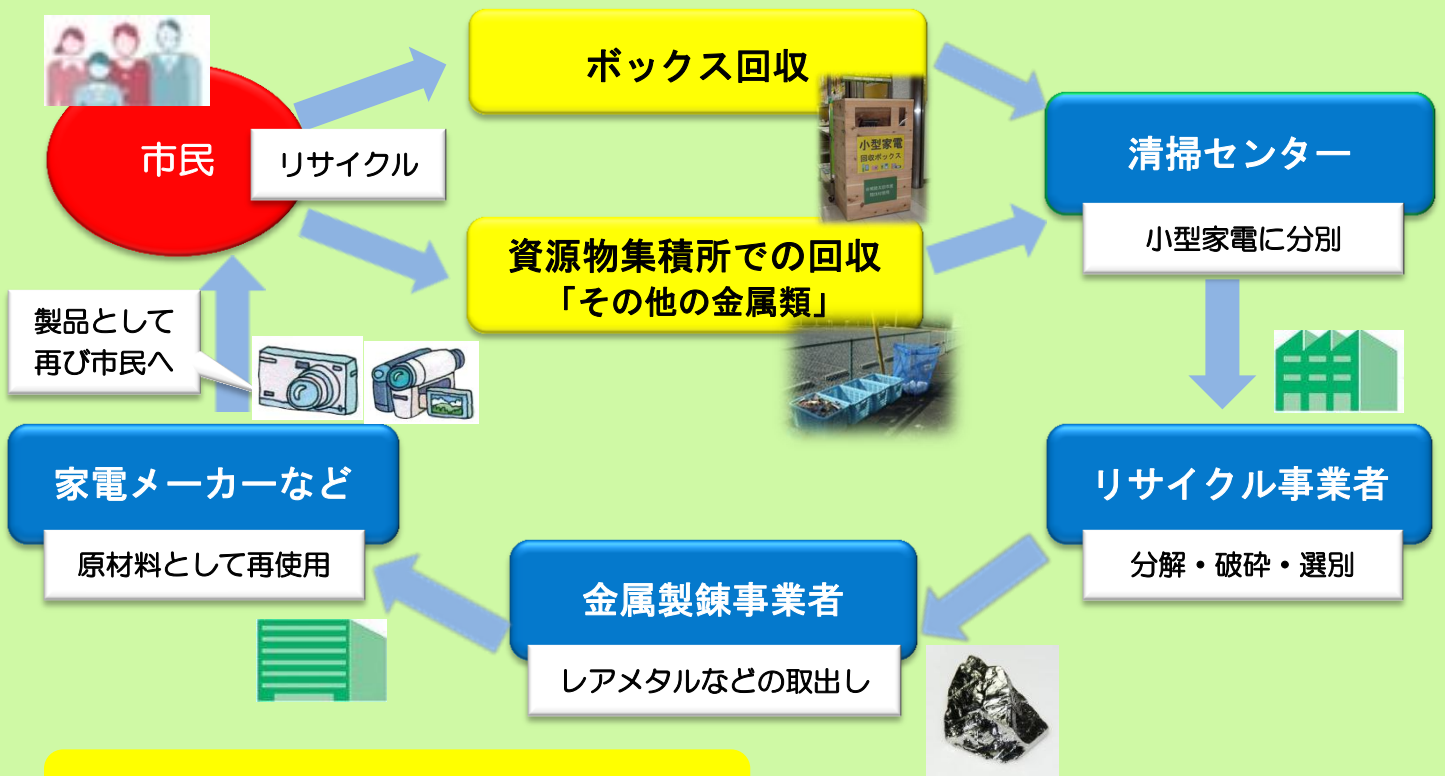 ボックス回収
小型家電
回収ボックス
市民
リサイクル
清掃センター
小型家電に分別
資源物集積所での回収
「その他の金属類」
製品として
再び市民へ
家電メーカーなど
原材料として再使用
リサイクル事業者
分解・破砕・選別
金属製錬事業者
レアメタルなどの取出し